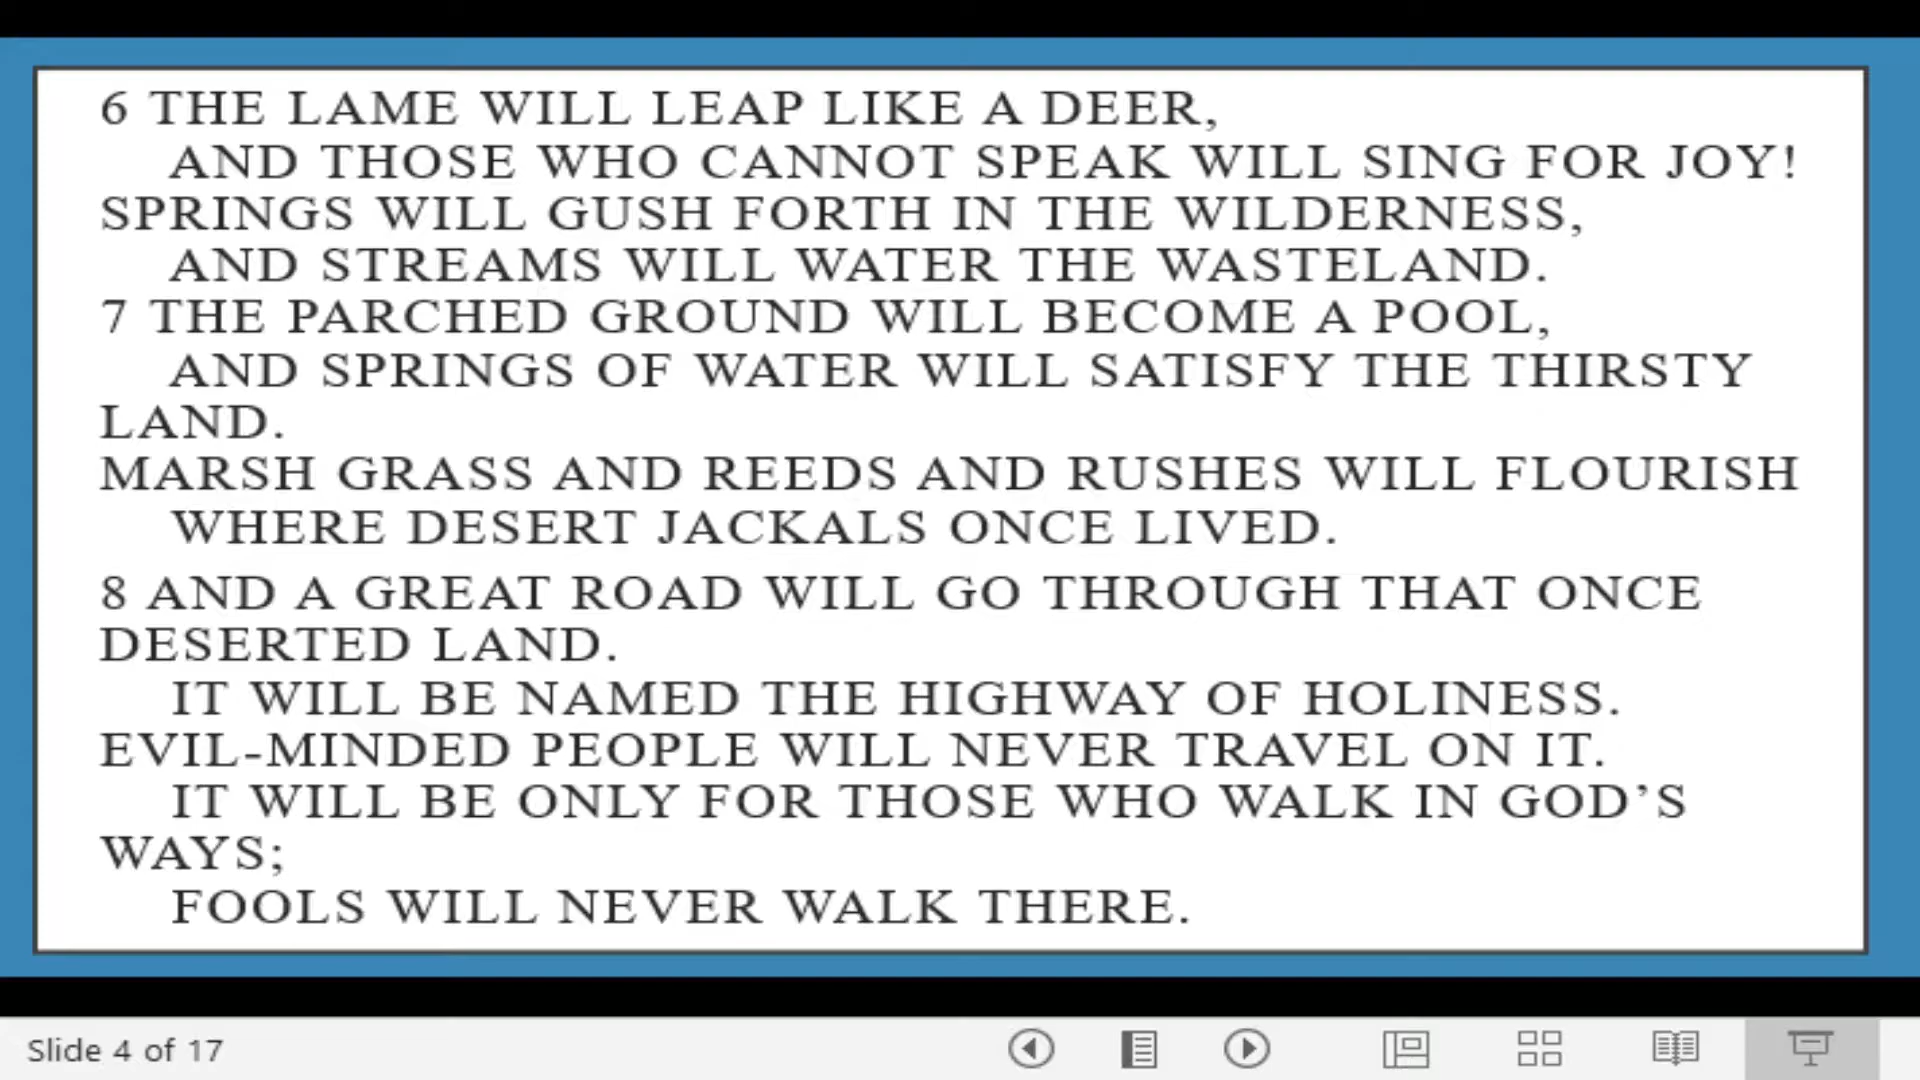 6 THE LAME WILL LEAP LIKE A DEER,
AND THOSE WHO CANNOT SPEAK WILL SING FOR JOY!
SPRINGS WILL GUSH FORTH IN THE WILDERNESS,
AND STREAMS WILL WATER THE WASTELAND.
7 THE PARCHED GROUND WILL BECOME A POOL,
AND SPRINGS OF WATER WILL SATISFY THE THIRSTY
LAND.
MARSH GRASS AND REEDS AND RUSHES WILL FLOURISH
WHERE DESERT JACKALS ONCE LIVED.
8 AND A GREAT ROAD WILL GO THROUGH THAT ONCE
DESERTED LAND.
IT WILL BE NAMED THE HIGHWAY OF HOLINESS.
EVIL-MINDED PEOPLE WILL NEVER TRAVEL ON IT.
IT WILL BE ONLY FOR THOSE WHO WALK IN GOD’S
WAYS;
FOOLS WILL NEVER WALK THERE.
Slide 4 of 17